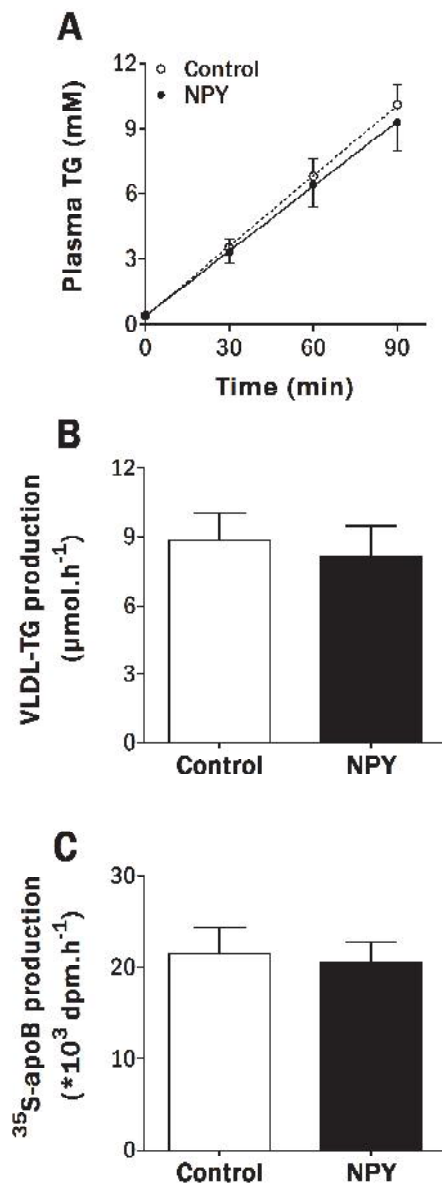 A
Control
NPY
Plasma TG (mM)
12
9
6
3
0
0 30 60 90
Time (min)
B
VLDL-TG production
(µmol.h⁻¹)
12
9
6
3
0
Control NPY
C
³⁵S-apoB production
(*10³ dpm.h⁻¹)
30
20
10
0
Control NPY